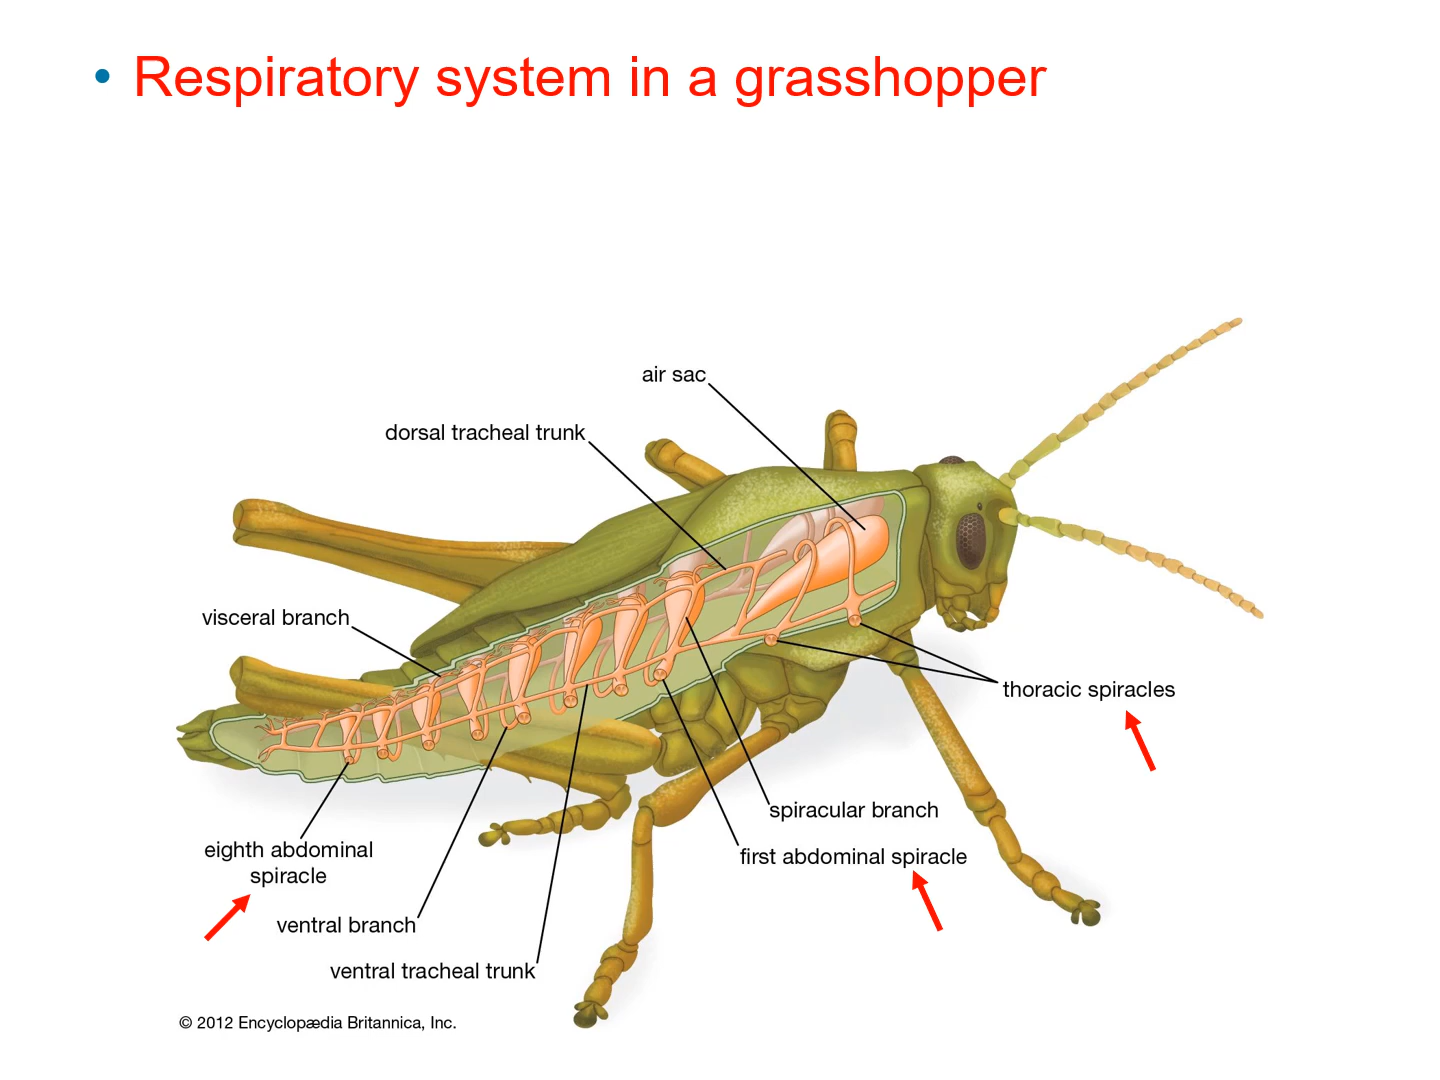 • Respiratory system in a grasshopper
air sac
dorsal tracheal trunk
visceral branch
thoracic spiracles
spiracular branch
eighth abdominal
spiracle
first abdominal spiracle
ventral branch
ventral tracheal trunk
© 2012 Encyclopædia Britannica, Inc.